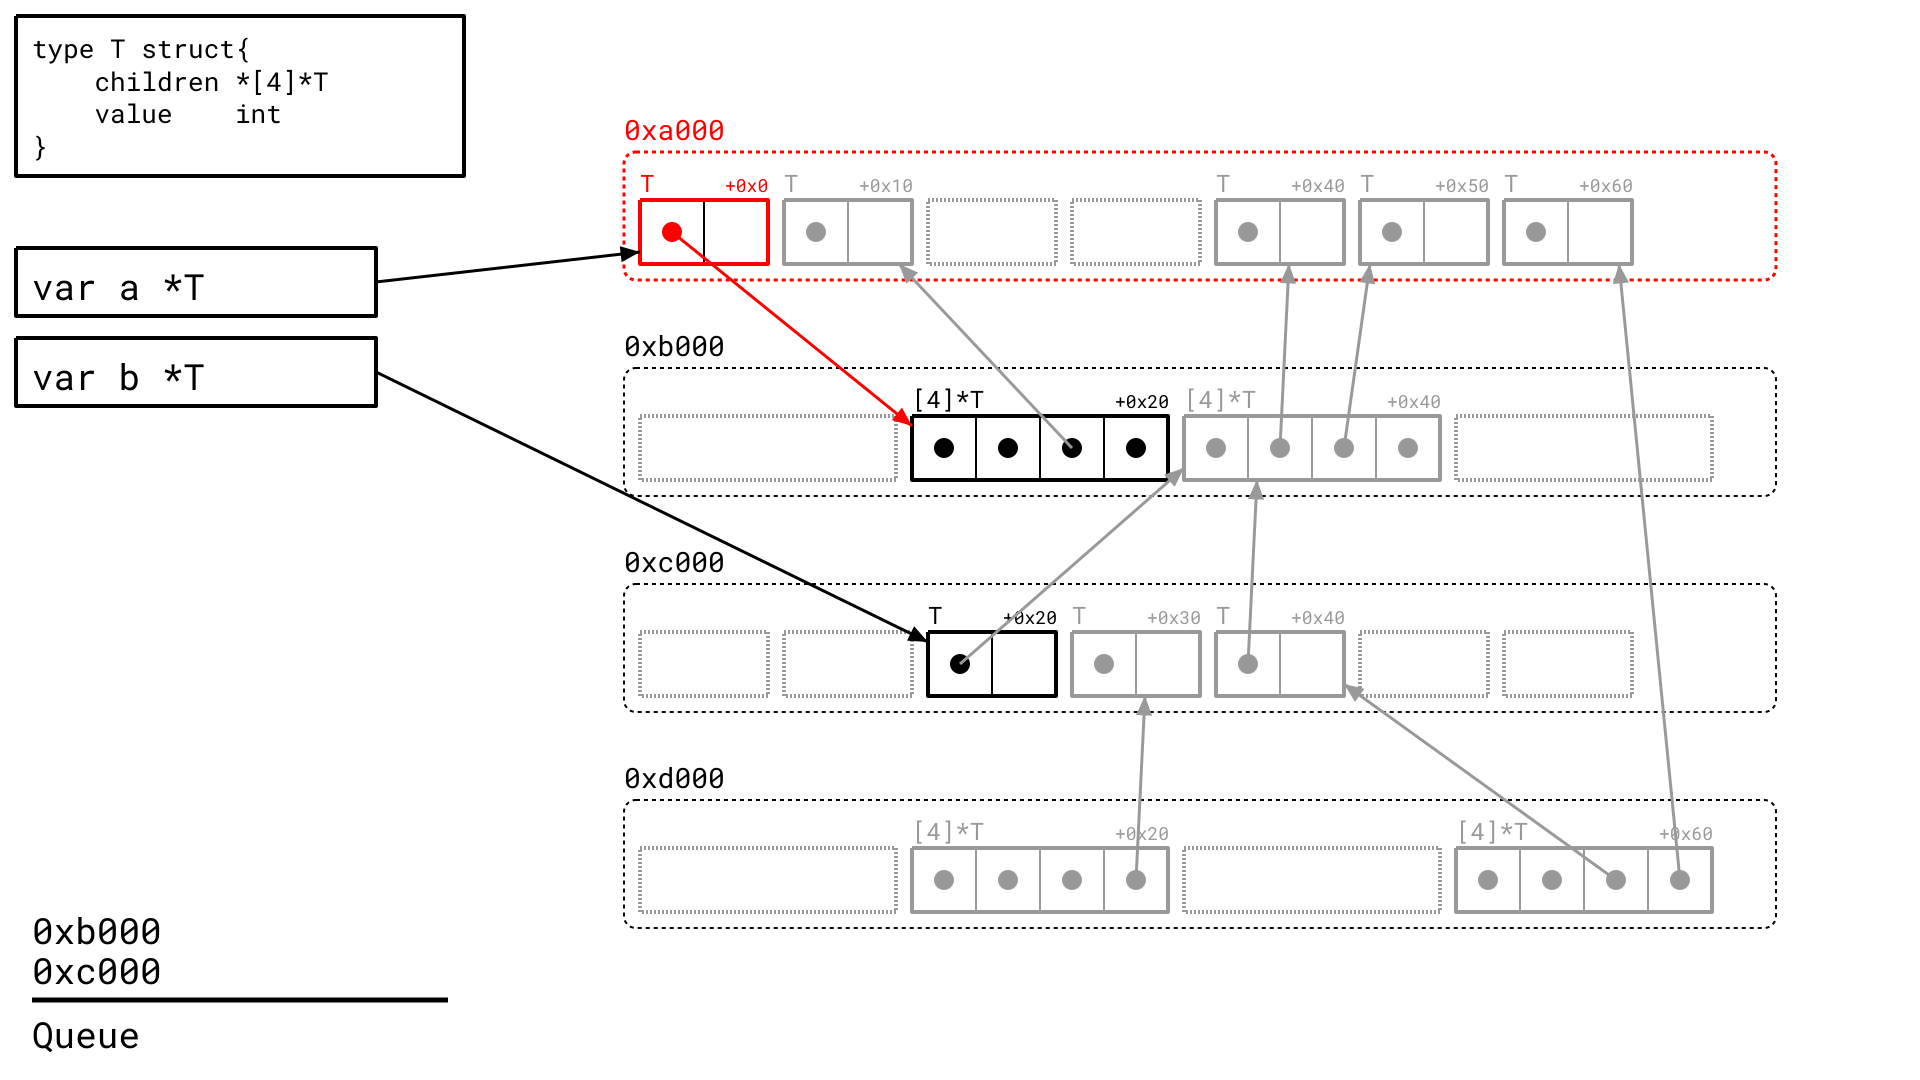 type T struct{
    children *[4]*T
    value    int
}
var a *T
var b *T
0xa000
T +0x0 T +0x10 T +0x40 T +0x50 T +0x60
0xb000
[4]*T +0x20 [4]*T +0x40
0xc000
T +0x20 T +0x30 T +0x40
0xd000
[4]*T +0x20 [4]*T +0x60
0xb000
0xc000
Queue